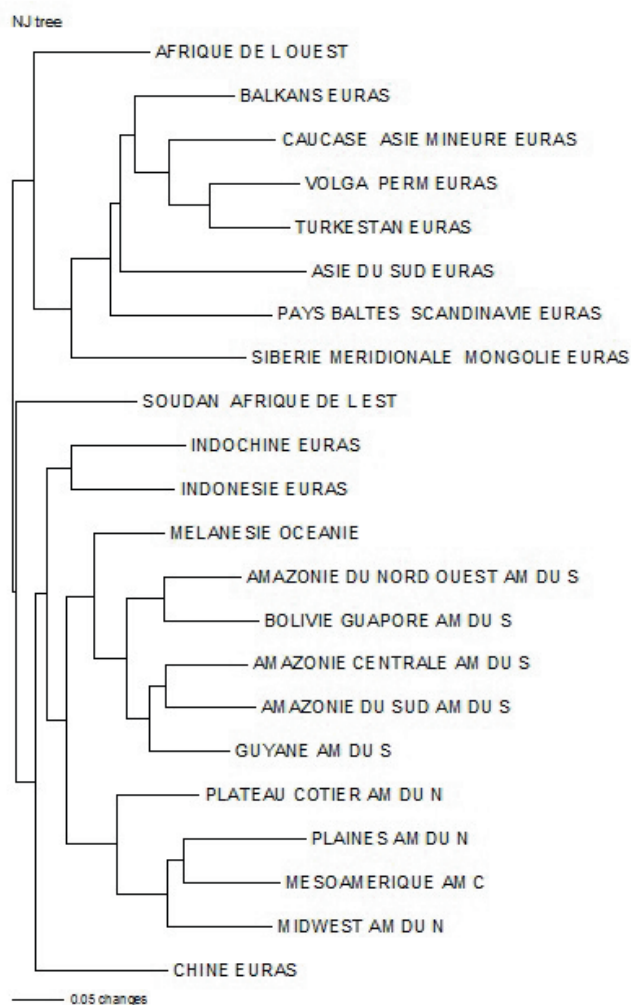 NJ tree
AFRIQUE DE L OUEST
BALKANS EURAS
CAUCASE ASIE MINEURE EURAS
VOLGA PERM EURAS
TURKESTAN EURAS
ASIE DU SUD EURAS
PAYS BALTES SCANDINAVIE EURAS
SIBERIE MERIDIONALE MONGOLIE EURAS
SOUDAN AFRIQUE DE L EST
INDOCHINE EURAS
INDONESIE EURAS
MELANESIE OCEANIE
AMAZONIE DU NORD OUEST AM DU S
BOLIVIE GUAPORE AM DU S
AMAZONIE CENTRALE AM DU S
AMAZONIE DU SUD AM DU S
GUYANE AM DU S
PLATEAU COTIER AM DU N
PLAINES AM DU N
MESOAMERIQUE AM C
MIDWEST AM DU N
CHINE EURAS
0.05 changes